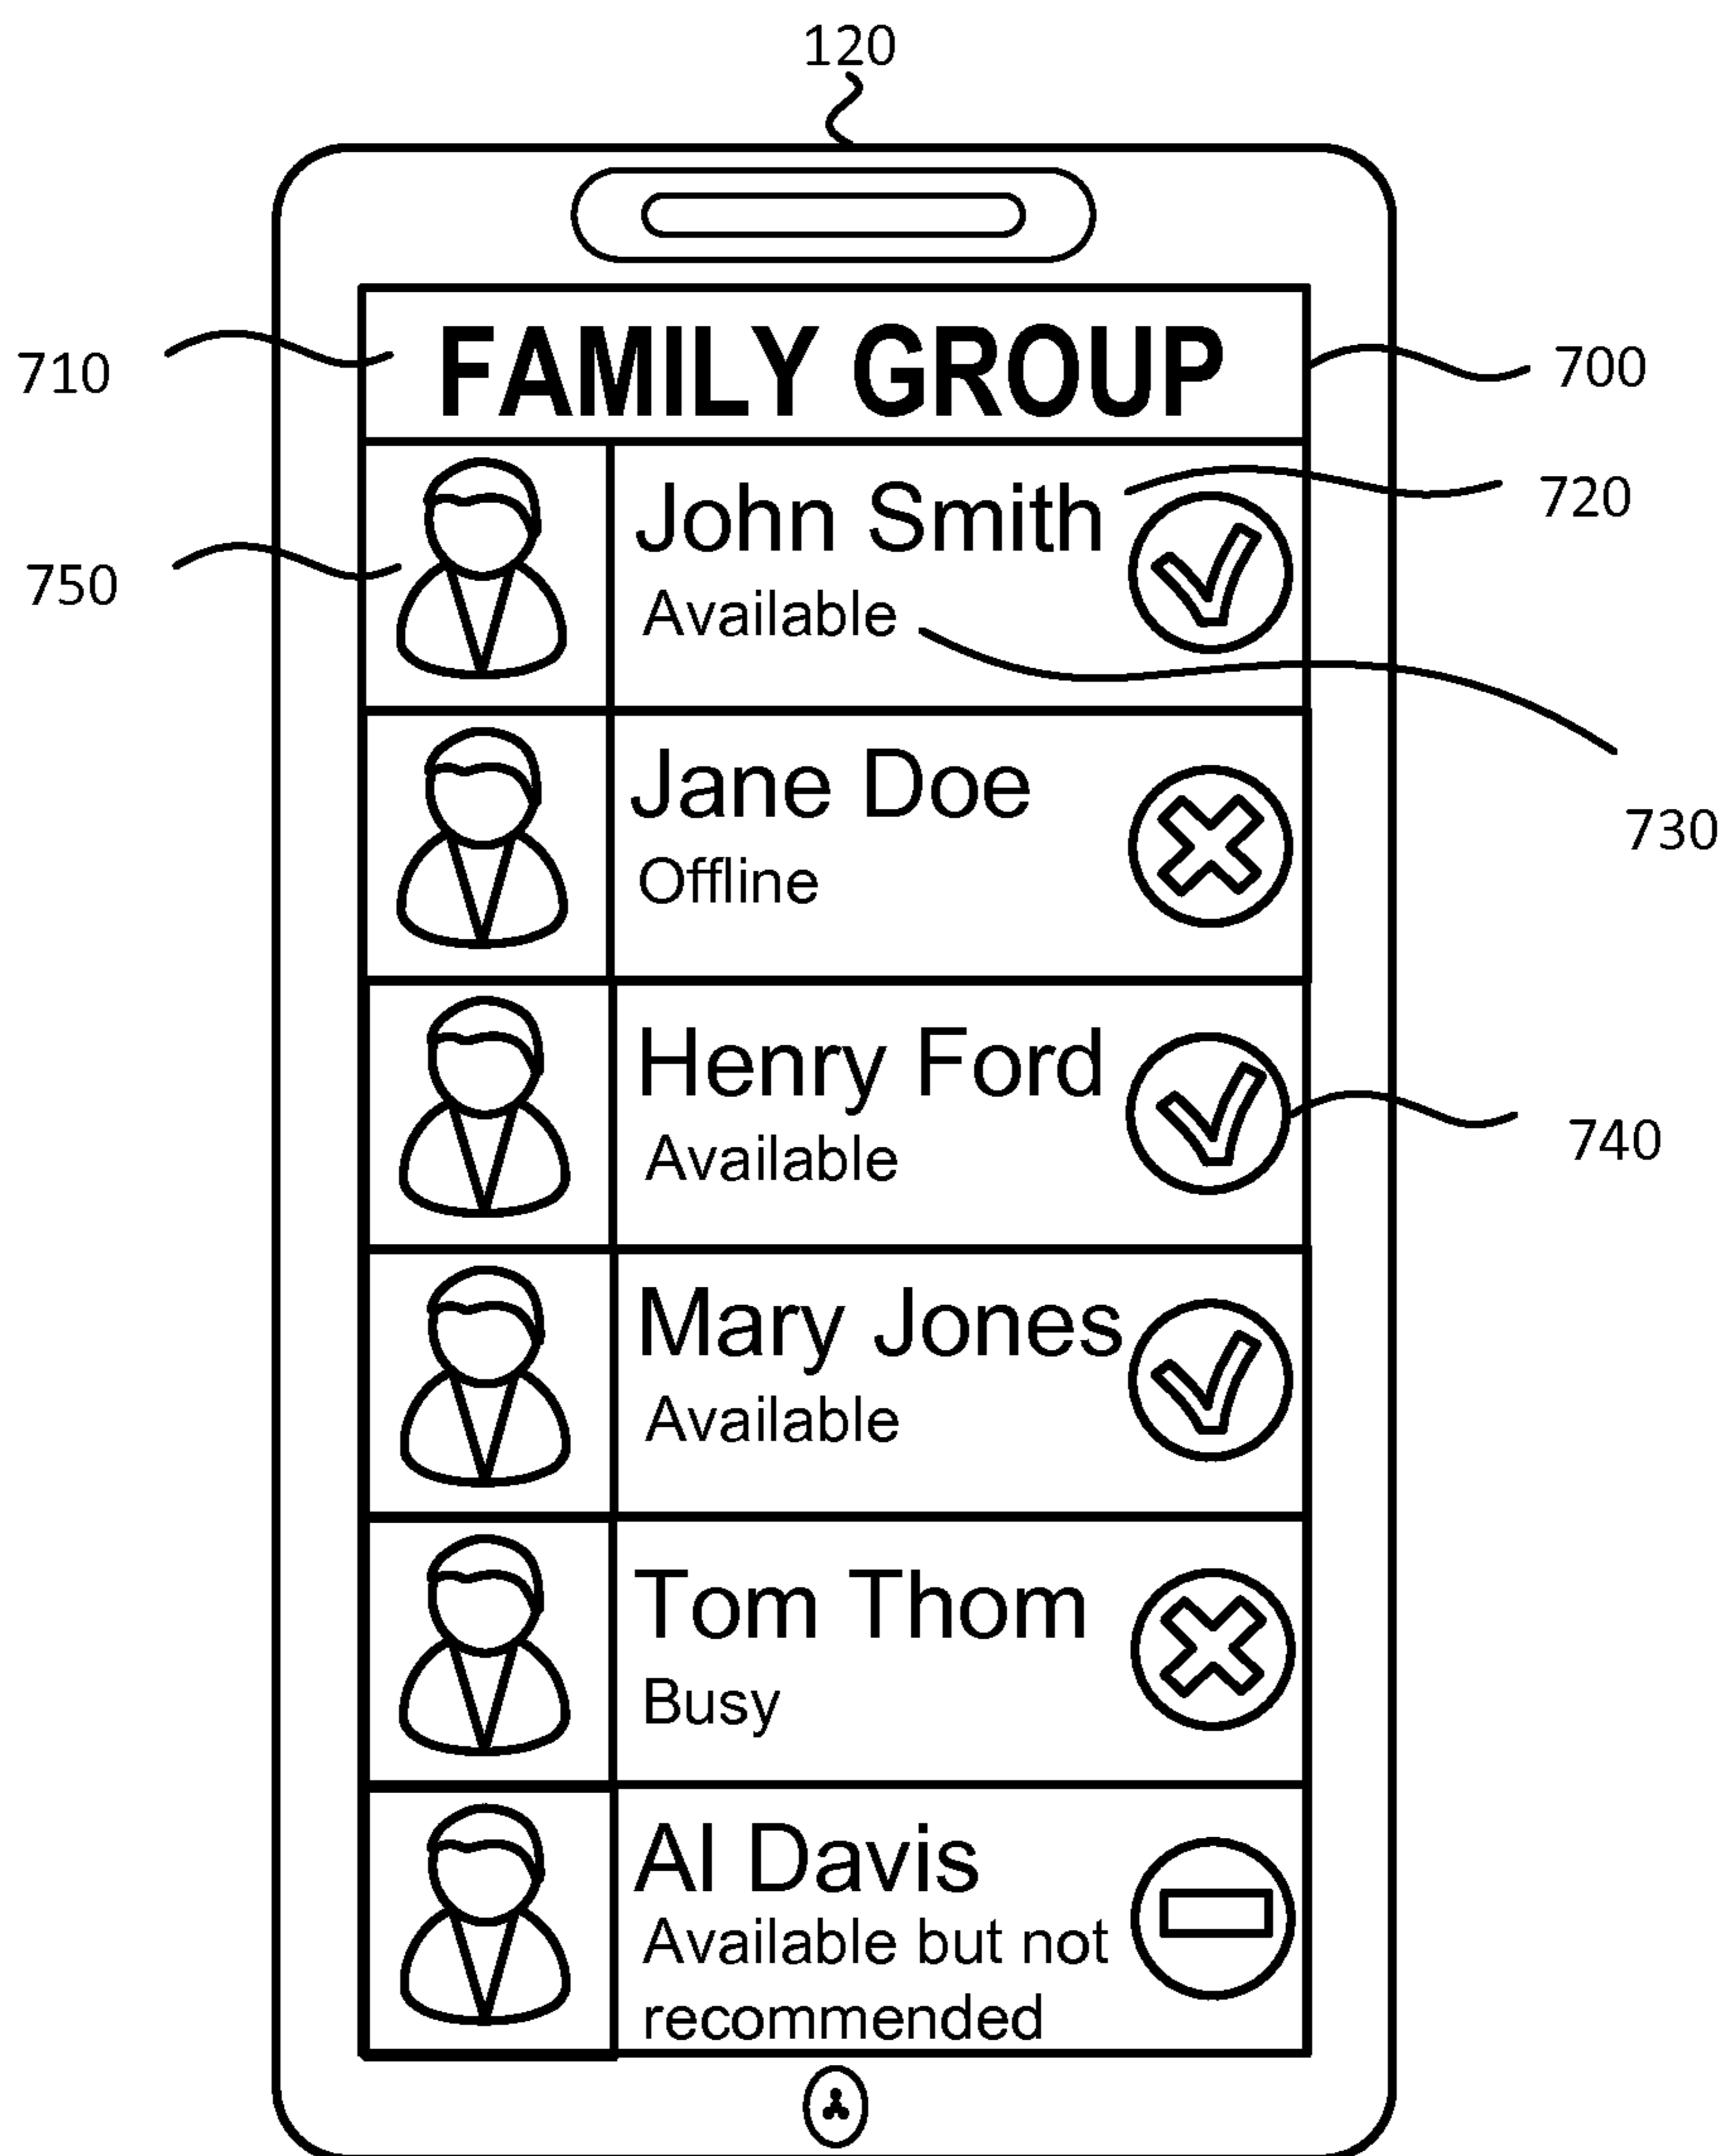 120
710
FAMILY GROUP
700
John Smith
720
750
Available
Jane Doe
730
Offline
Henry Ford
740
Available
Mary Jones
Available
Tom Thom
Busy
Al Davis
Available but not
recommended